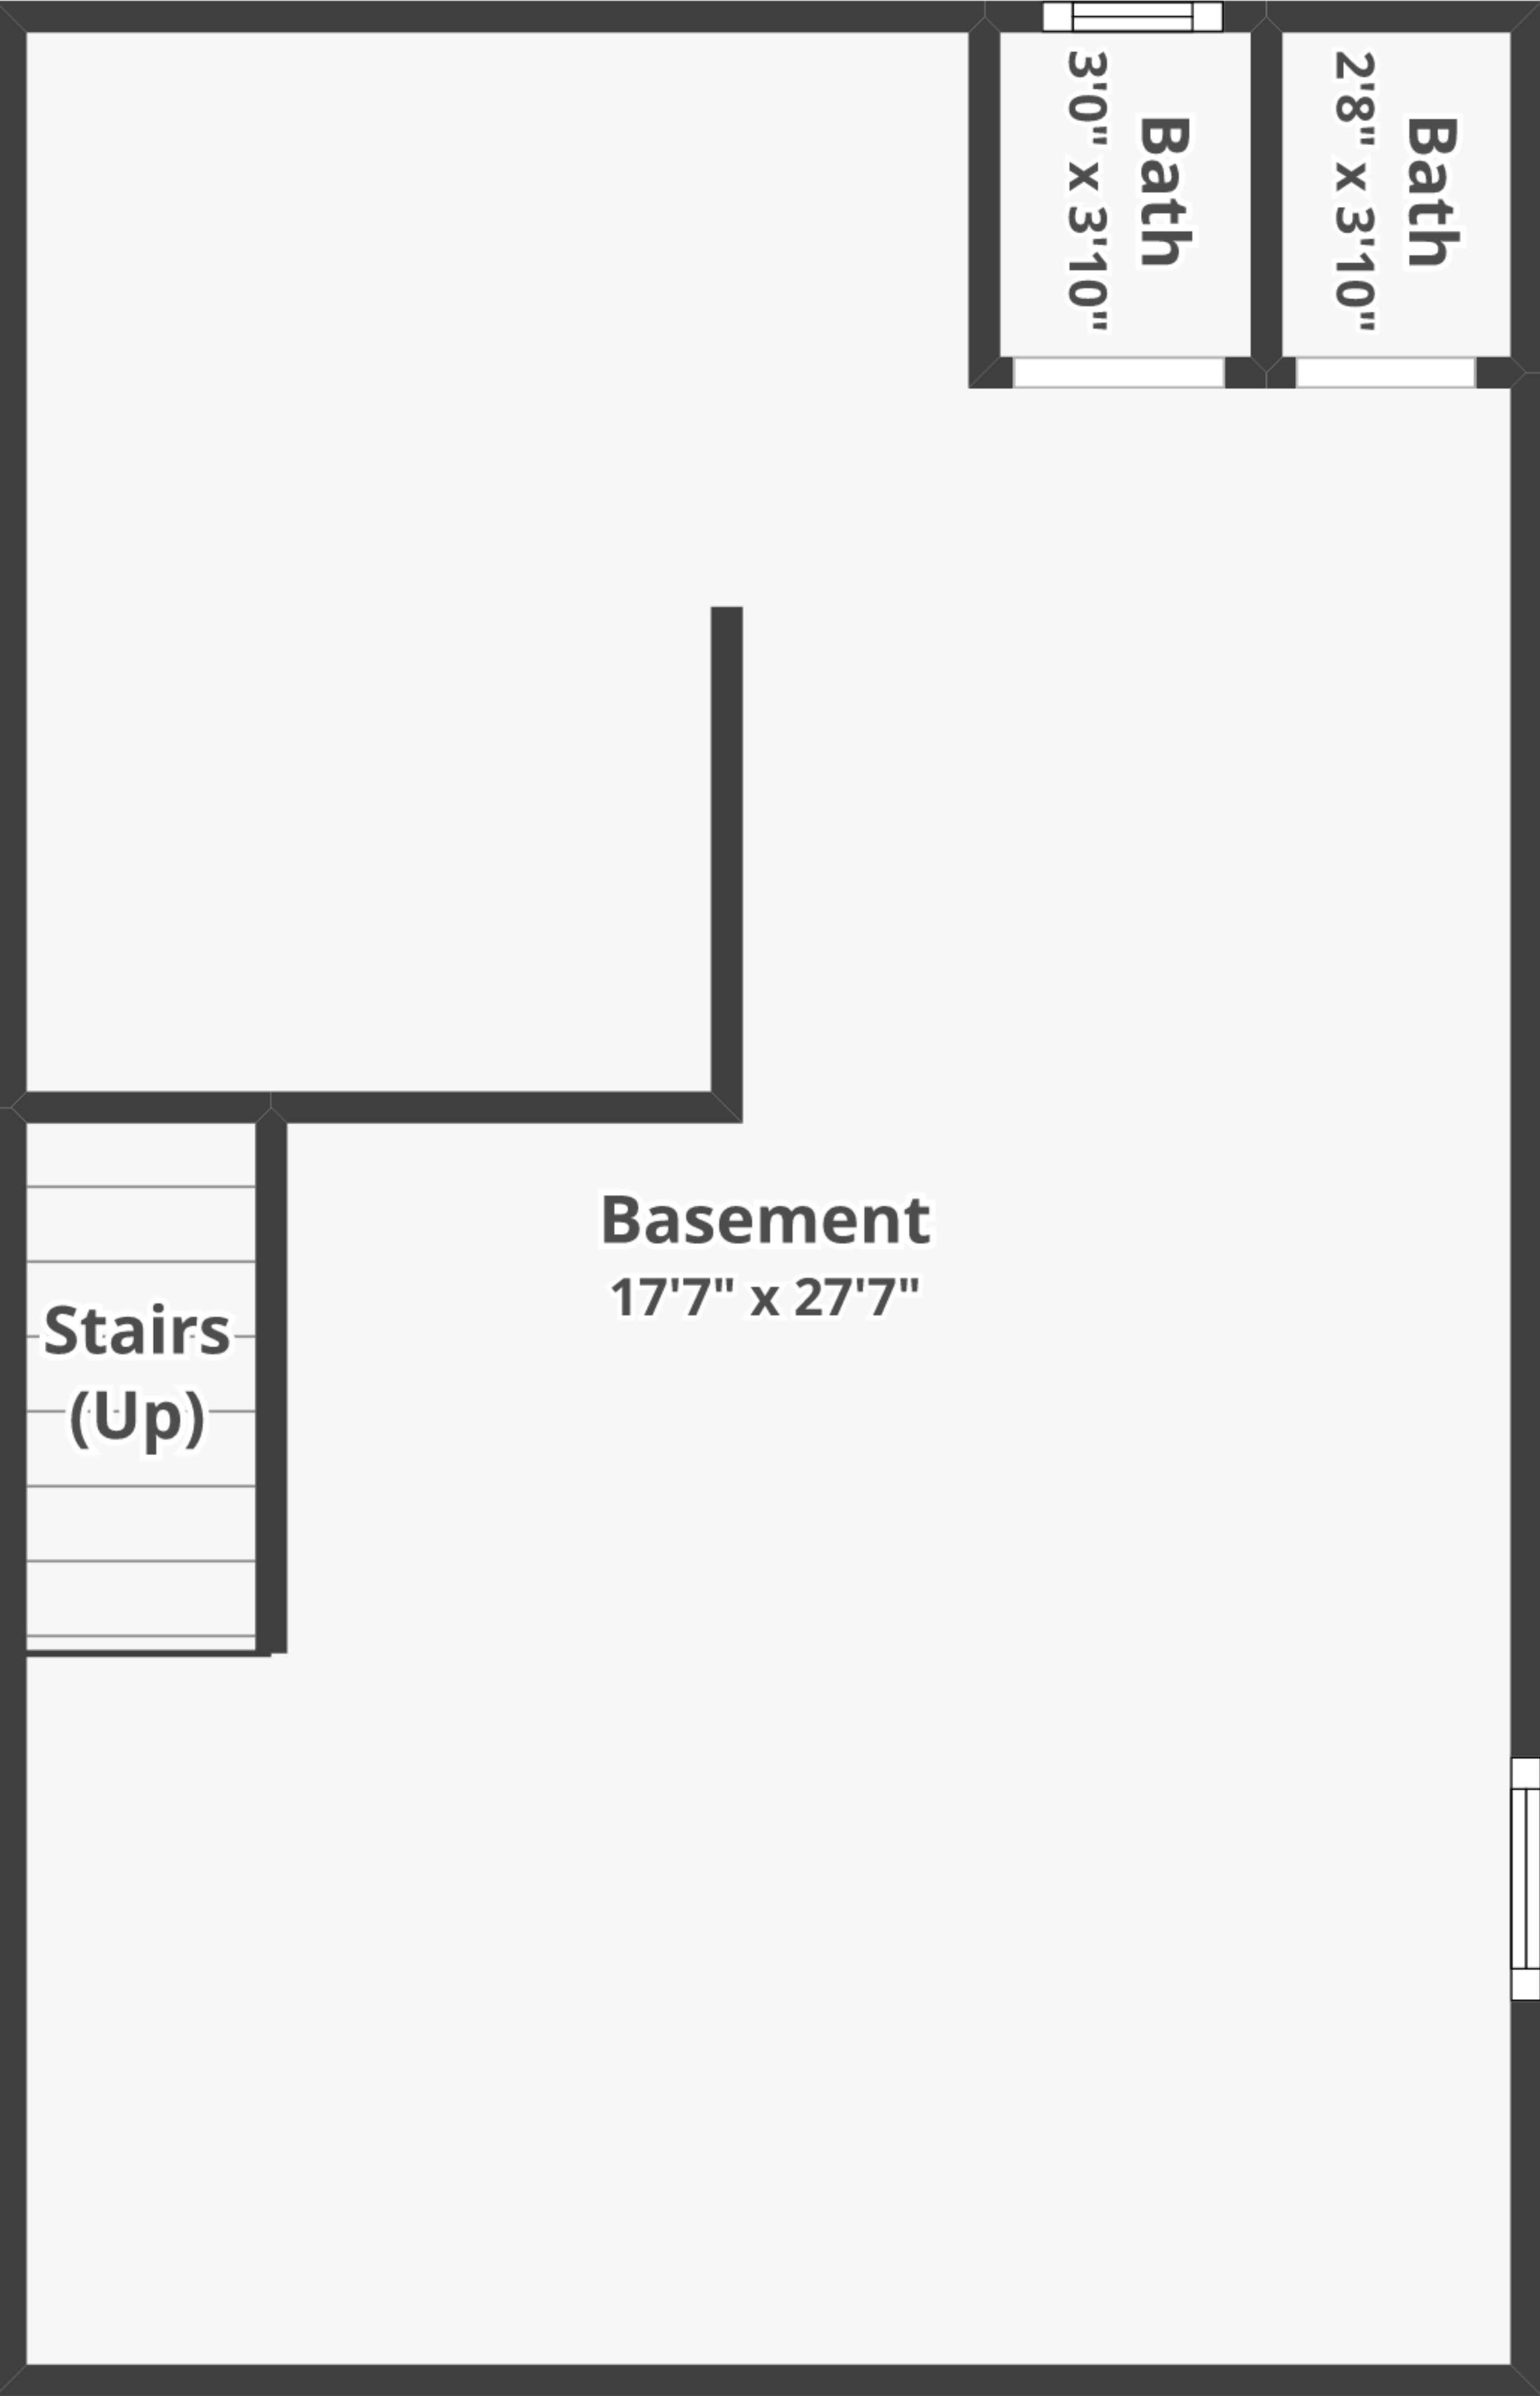 Bath
3'0" x 3'10"
Bath
2'8" x 3'10"
Basement
17'7" x 27'7"
Stairs
(Up)